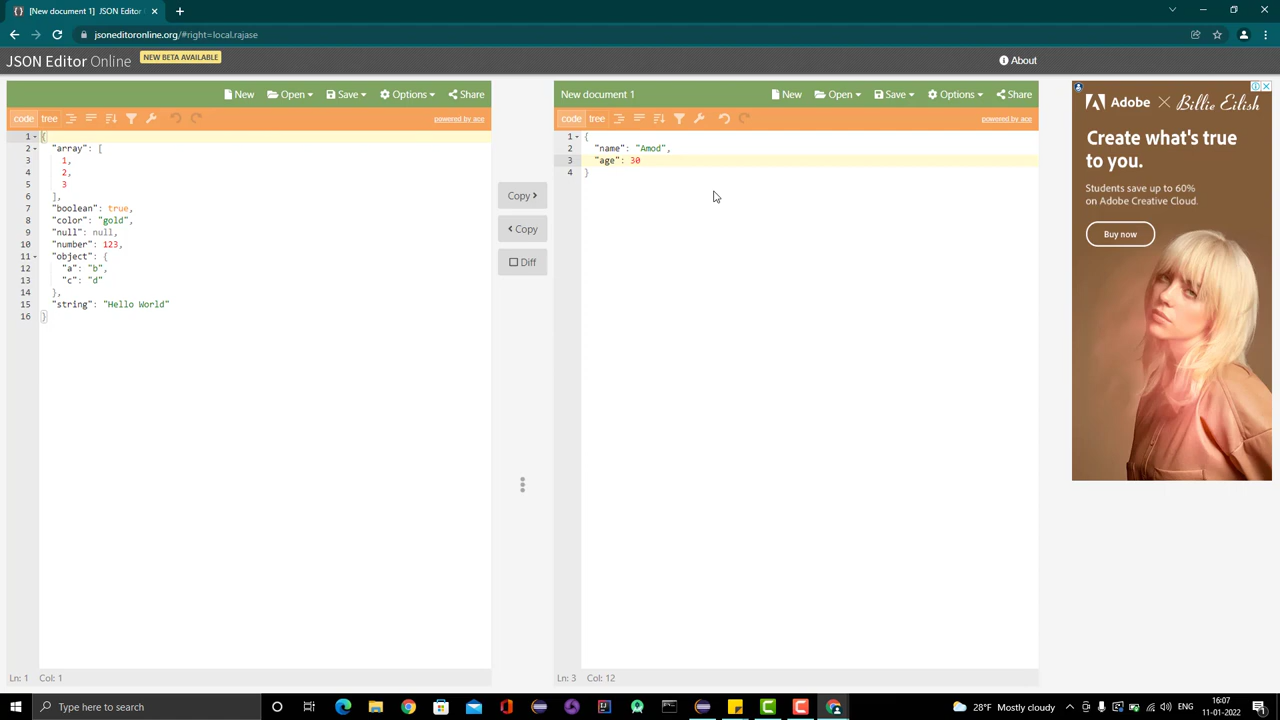 [New document 1] - JSON Editor
jsoneditoronline.org/#right=local.rajase
JSON Editor Online
NEW BETA AVAILABLE
About
New
Open
Save
Options
Share
code
tree
powered by ace
1 {
2 "array": [
3 1,
4 2,
5 3
6 ],
7 "boolean": true,
8 "color": "gold",
9 "null": null,
10 "number": 123,
11 "object": {
12 "a": "b",
13 "c": "d"
14 },
15 "string": "Hello World"
16 }
Ln: 1 Col: 1
Copy >
< Copy
Diff
New document 1
New
Open
Save
Options
Share
code
tree
powered by ace
1 {
2 "name": "Amod",
3 "age": 30
4 }
Ln: 3 Col: 12
Adobe × Billie Eilish
Create what's true
to you.
Students save up to 60%
on Adobe Creative Cloud.
Buy now
Type here to search
28°F Mostly cloudy
ENG
16:07
11-01-2022